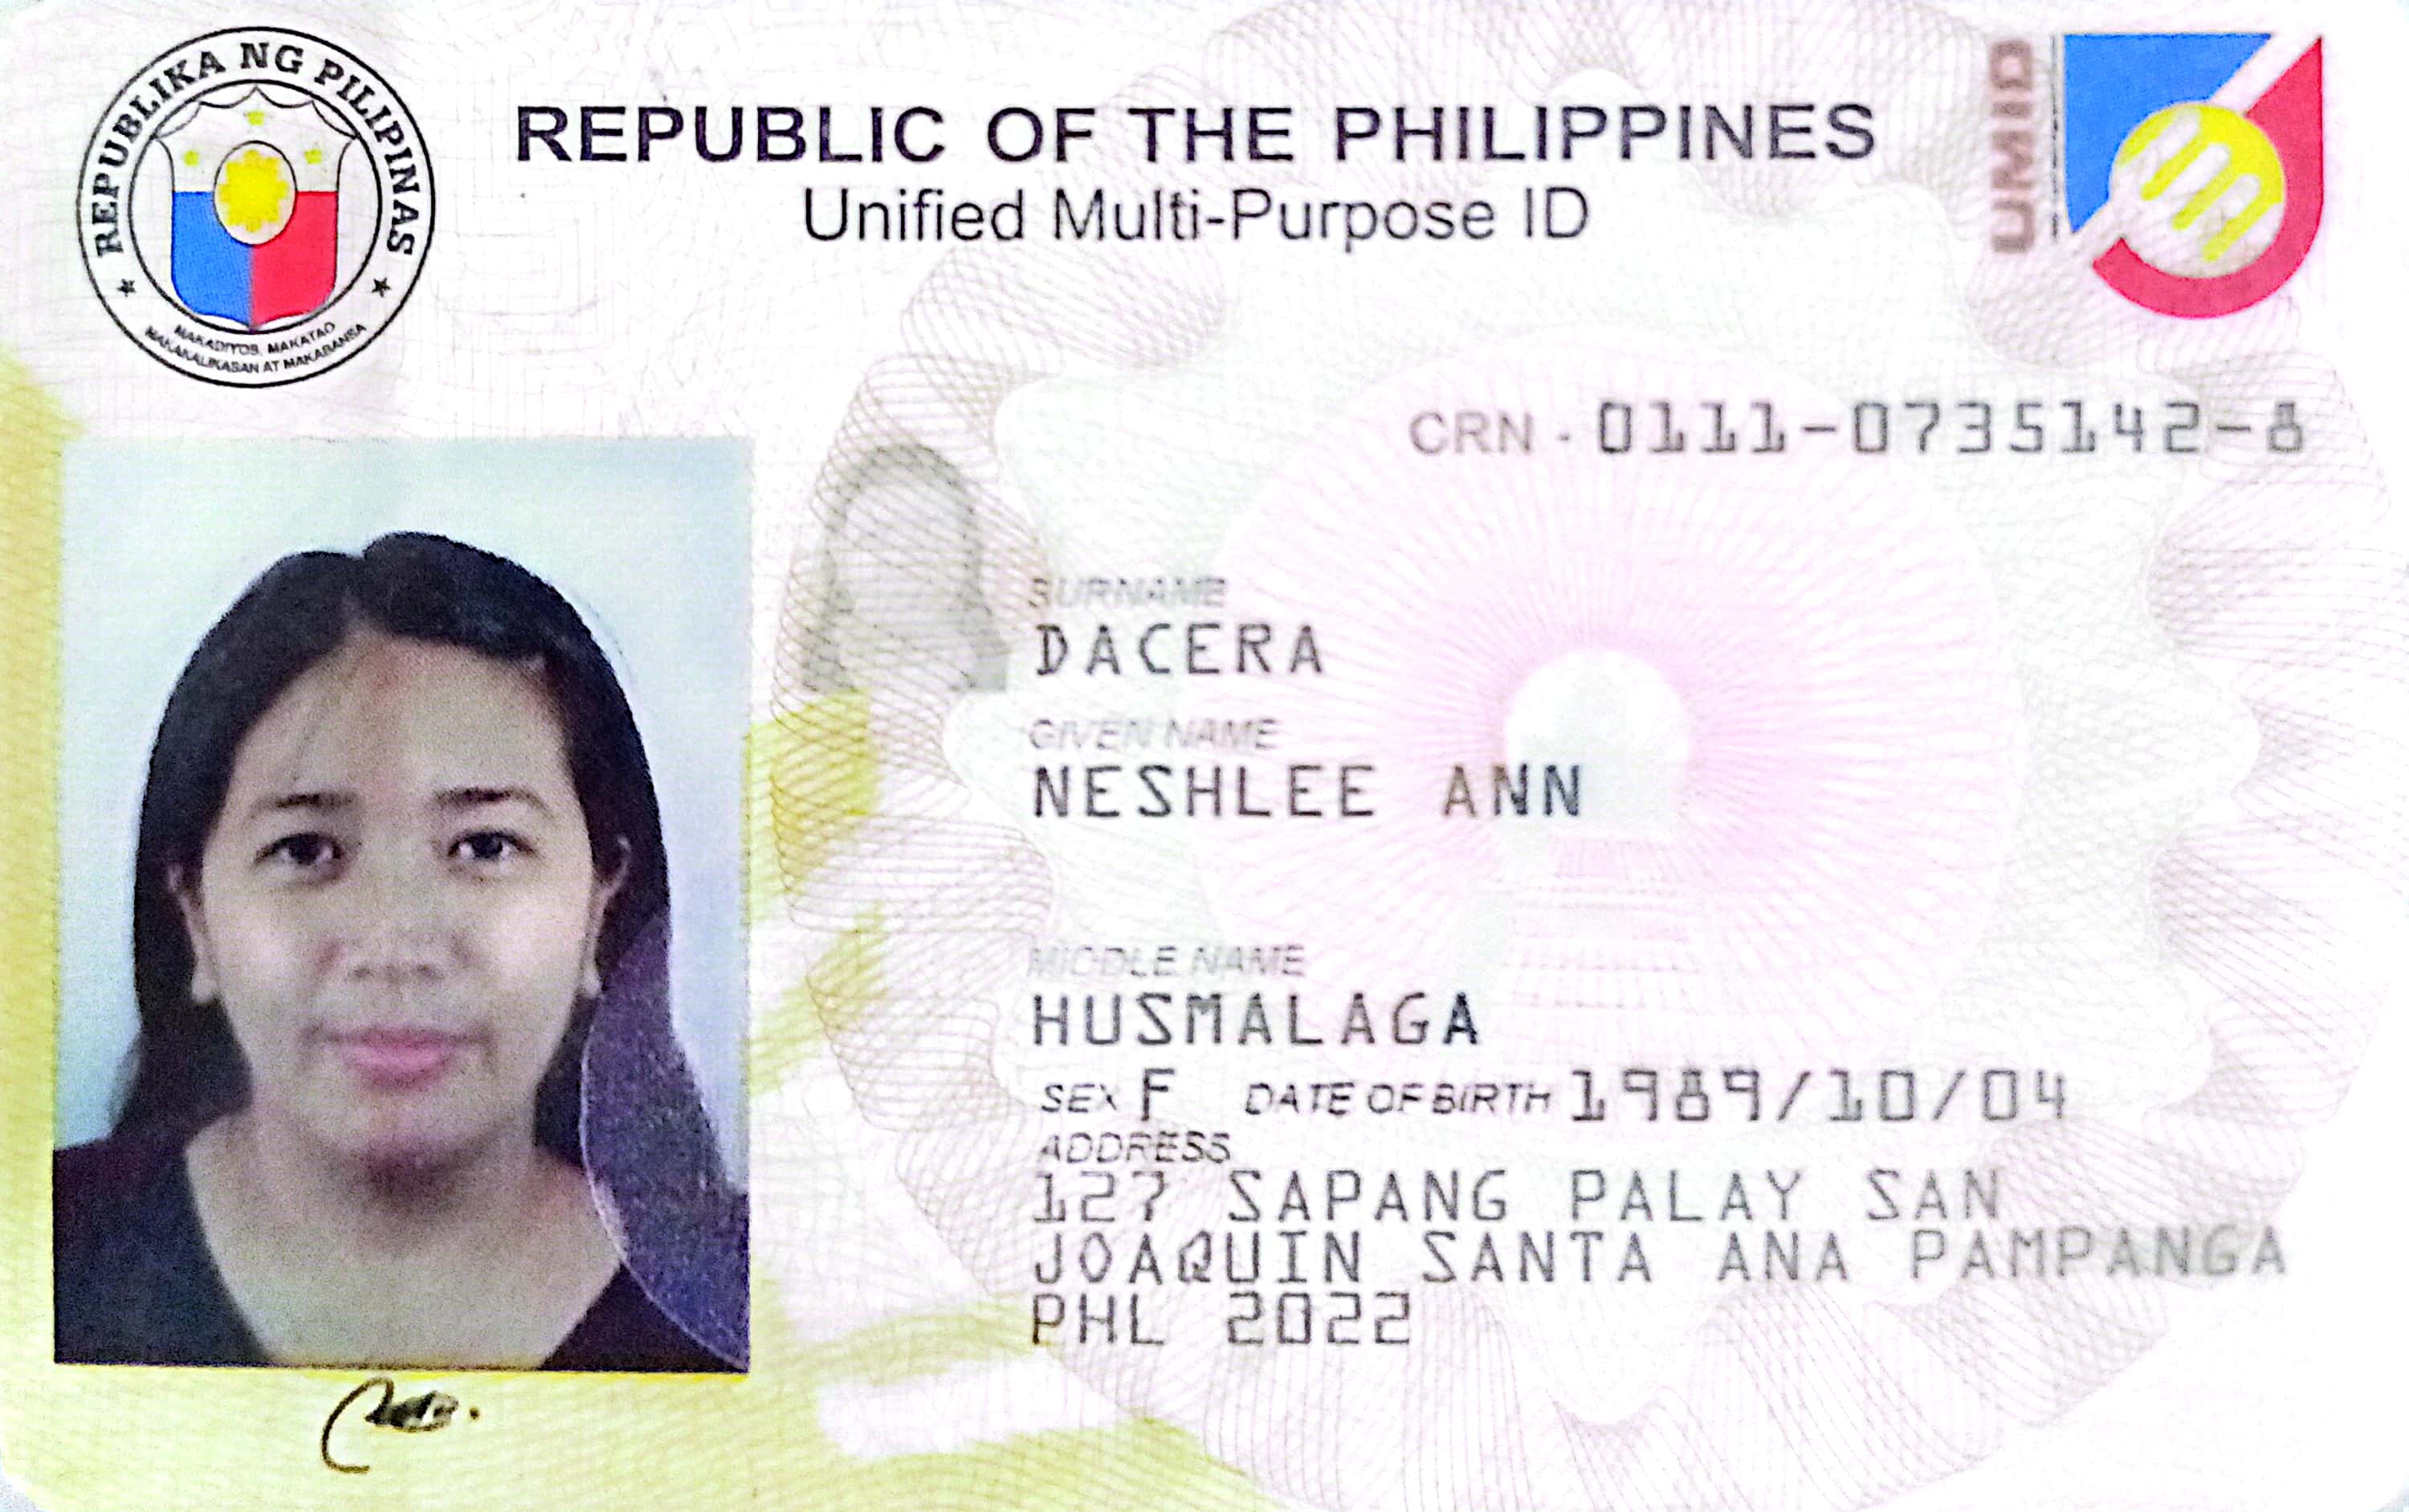 REPUBLIKA NG PILIPINAS
MAKADIYOS, MAKATAO
MAKAKALIKASAN AT MAKABANSA
REPUBLIC OF THE PHILIPPINES
Unified Multi-Purpose ID
UMID
CRN - 0111-0735142-8
SURNAME
DACERA
GIVEN NAME
NESHLEE ANN
MIDDLE NAME
HUSMALAGA
SEX F DATE OF BIRTH 1989/10/04
ADDRESS
127 SAPANG PALAY SAN
JOAQUIN SANTA ANA PAMPANGA
PHL 2022